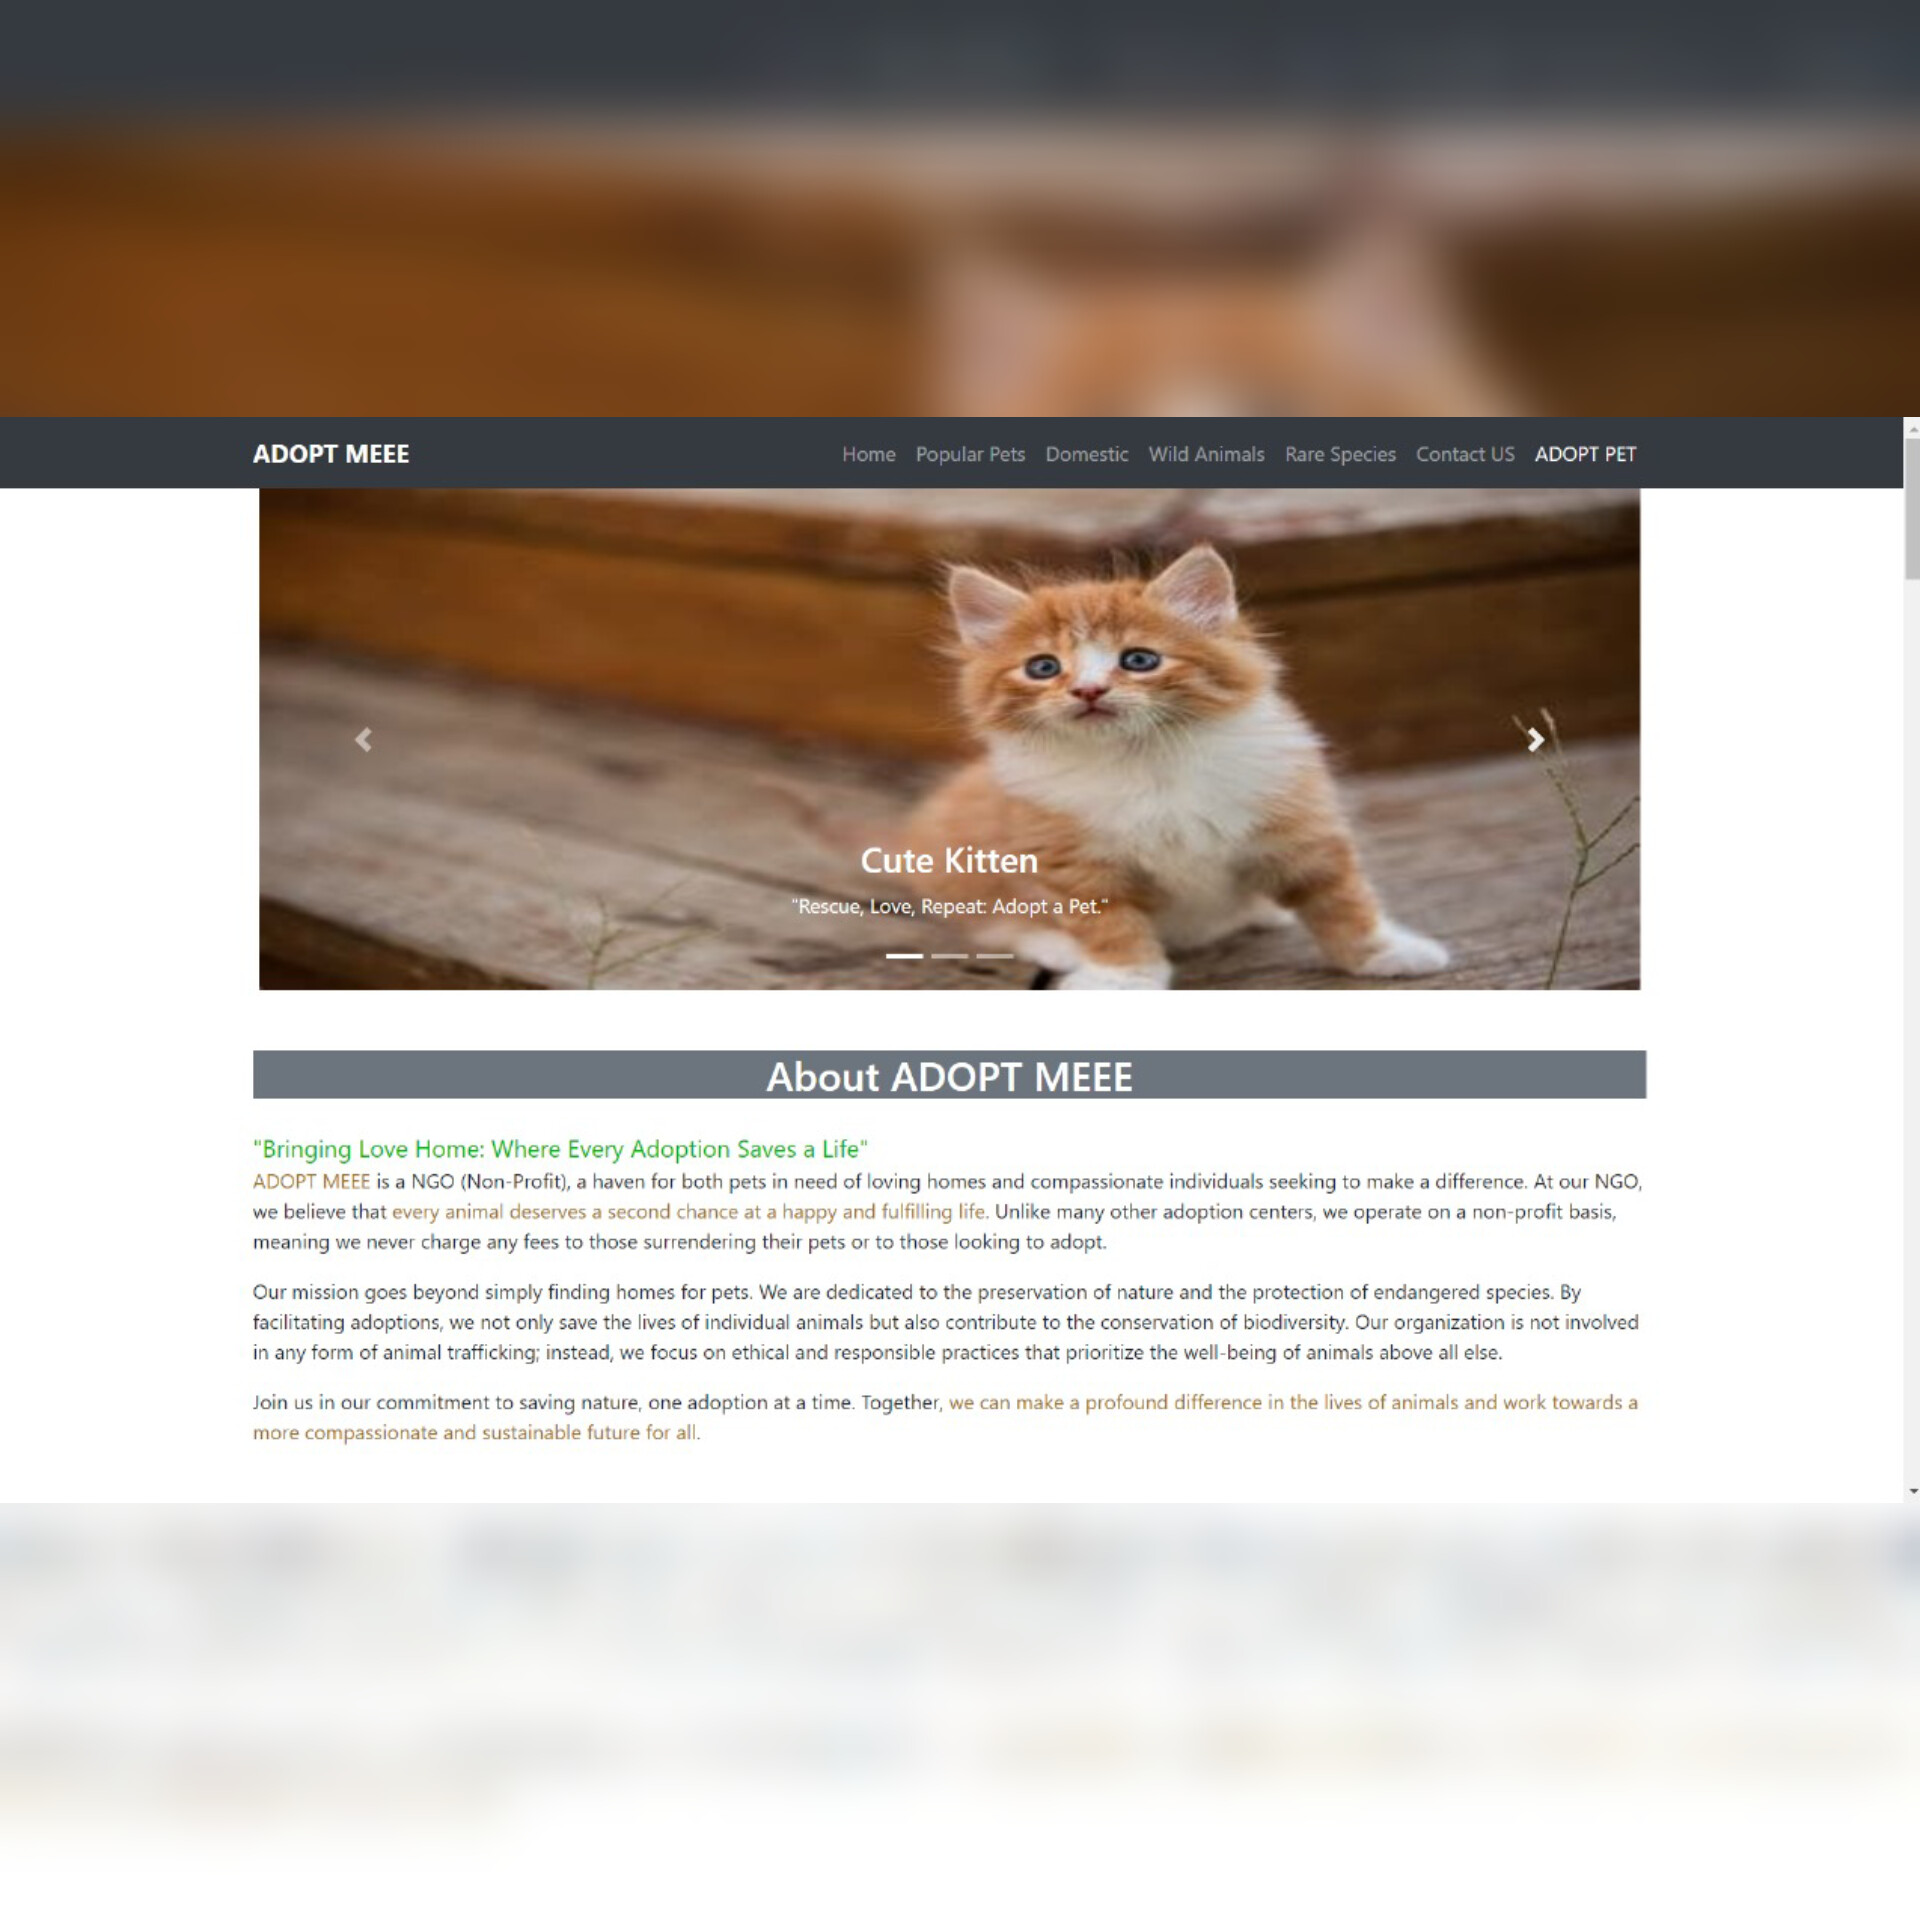 ADOPT MEEE
Home Popular Pets Domestic Wild Animals Rare Species Contact US ADOPT PET
Cute Kitten
"Rescue, Love, Repeat: Adopt a Pet."
About ADOPT MEEE
"Bringing Love Home: Where Every Adoption Saves a Life"
ADOPT MEEE is a NGO (Non-Profit), a haven for both pets in need of loving homes and compassionate individuals seeking to make a difference. At our NGO,
we believe that every animal deserves a second chance at a happy and fulfilling life. Unlike many other adoption centers, we operate on a non-profit basis,
meaning we never charge any fees to those surrendering their pets or to those looking to adopt.
Our mission goes beyond simply finding homes for pets. We are dedicated to the preservation of nature and the protection of endangered species. By
facilitating adoptions, we not only save the lives of individual animals but also contribute to the conservation of biodiversity. Our organization is not involved
in any form of animal trafficking; instead, we focus on ethical and responsible practices that prioritize the well-being of animals above all else.
Join us in our commitment to saving nature, one adoption at a time. Together, we can make a profound difference in the lives of animals and work towards a
more compassionate and sustainable future for all.